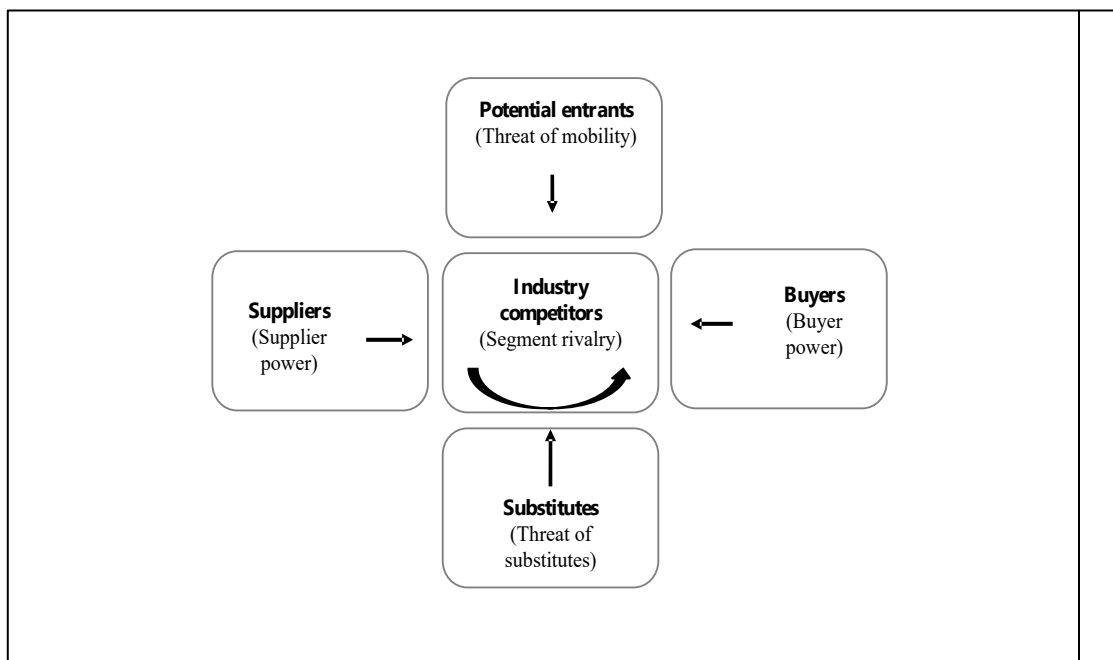 Potential entrants
(Threat of mobility)
Suppliers
(Supplier
power)
Industry
competitors
(Segment rivalry)
Buyers
(Buyer
power)
Substitutes
(Threat of
substitutes)